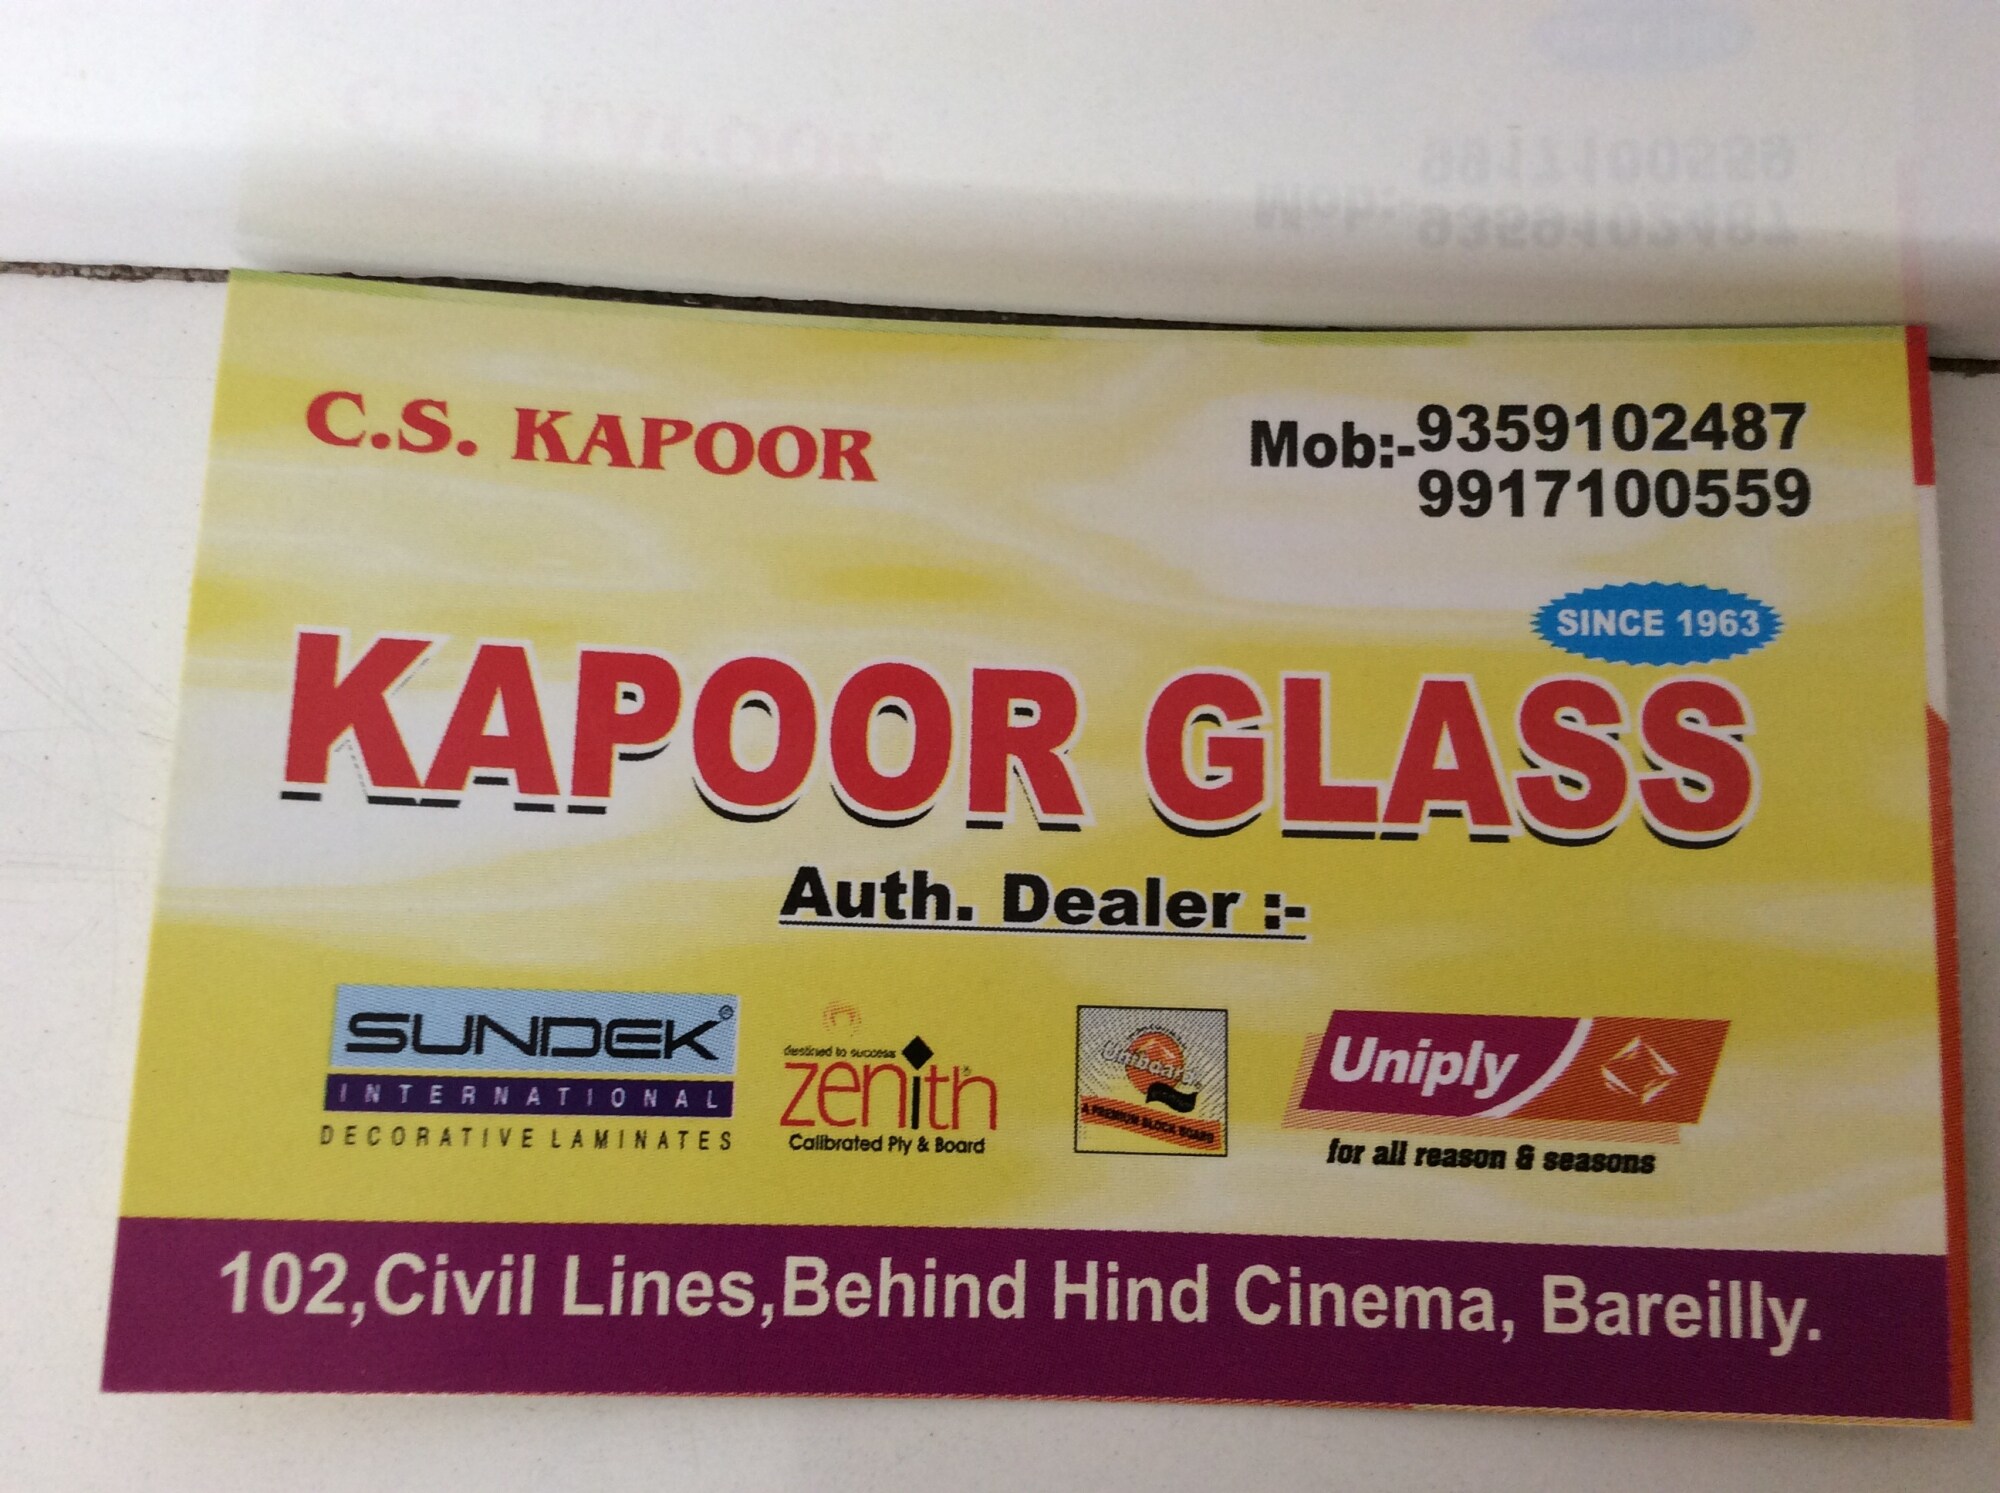 C.S. KAPOOR
Mob:-9359102487
9917100559
SINCE 1963
KAPOOR GLASS
Auth. Dealer :-
SUNDEK®
INTERNATIONAL
DECORATIVE LAMINATES
destined to success
zenith®
Calibrated Ply & Board
Uniboard
A PREMIUM BLOCK BOARD
Uniply
for all reason & seasons
102,Civil Lines,Behind Hind Cinema, Bareilly.